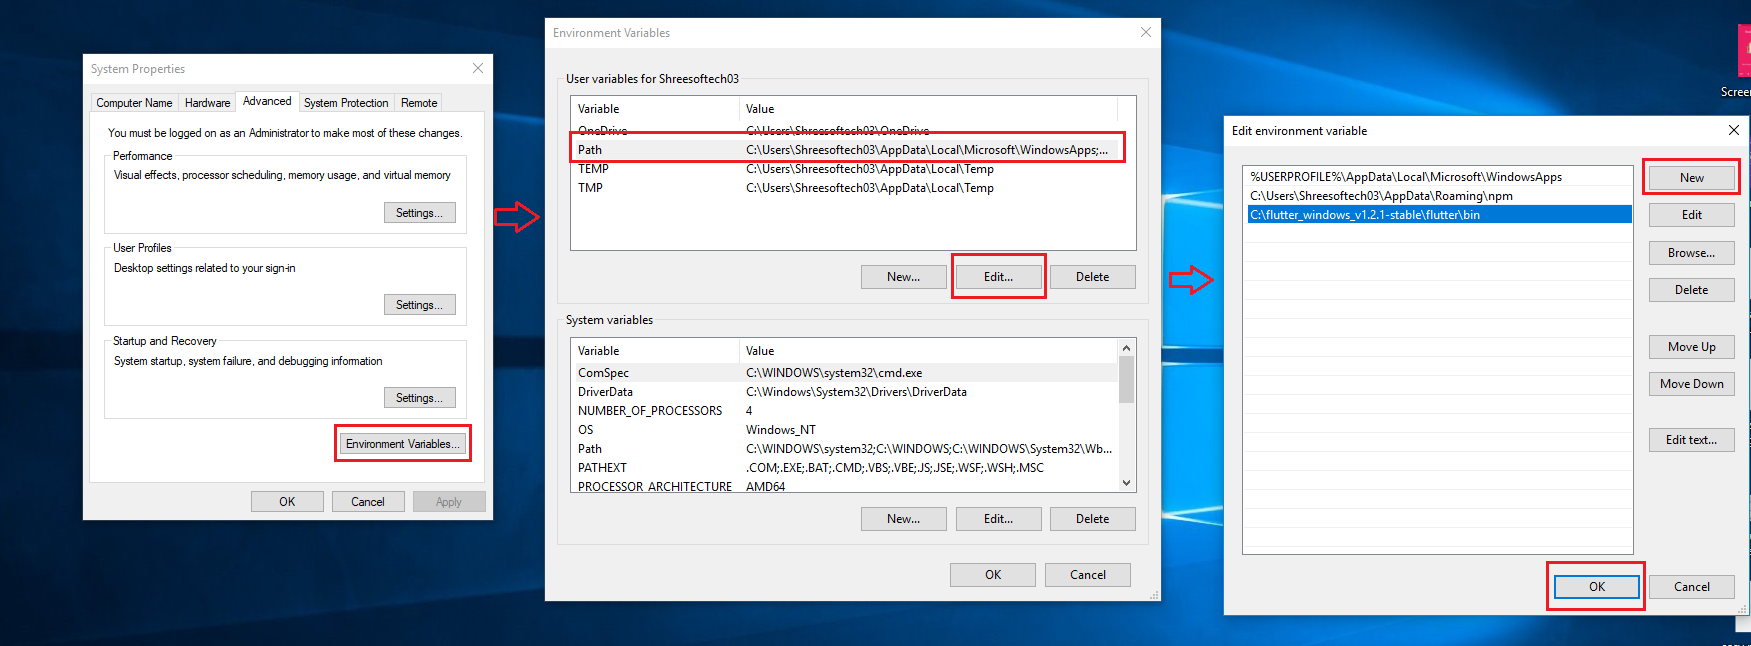 System Properties
Computer Name Hardware Advanced System Protection Remote
You must be logged on as an Administrator to make most of these changes.
Performance
Visual effects, processor scheduling, memory usage, and virtual memory
Settings...
User Profiles
Desktop settings related to your sign-in
Settings...
Startup and Recovery
System startup, system failure, and debugging information
Settings...
Environment Variables...
OK Cancel Apply
Environment Variables
User variables for Shreesoftech03
Variable Value
OneDrive C:\Users\Shreesoftech03\OneDrive
Path C:\Users\Shreesoftech03\AppData\Local\Microsoft\WindowsApps;...
TEMP C:\Users\Shreesoftech03\AppData\Local\Temp
TMP C:\Users\Shreesoftech03\AppData\Local\Temp
New... Edit... Delete
System variables
Variable Value
ComSpec C:\WINDOWS\system32\cmd.exe
DriverData C:\Windows\System32\Drivers\DriverData
NUMBER_OF_PROCESSORS 4
OS Windows_NT
Path C:\WINDOWS\system32;C:\WINDOWS;C:\WINDOWS\System32\Wb...
PATHEXT .COM;.EXE;.BAT;.CMD;.VBS;.VBE;.JS;.JSE;.WSF;.WSH;.MSC
PROCESSOR_ARCHITECTURE AMD64
New... Edit... Delete
OK Cancel
Edit environment variable
%USERPROFILE%\AppData\Local\Microsoft\WindowsApps
C:\Users\Shreesoftech03\AppData\Roaming\npm
C:\flutter_windows_v1.2.1-stable\flutter\bin
New
Edit
Browse...
Delete
Move Up
Move Down
Edit text...
OK Cancel
Scree